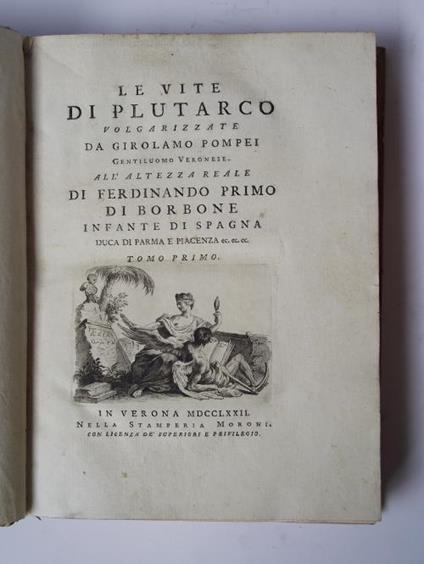 LE VITE
DI PLUTARCO
VOLGARIZZATE
DA GIROLAMO POMPEI
GENTILUOMO VERONESE.
ALL' ALTEZZA REALE
DI FERDINANDO PRIMO
DI BORBONE
INFANTE DI SPAGNA
DUCA DI PARMA E PIACENZA ec. ec. ec.
TOMO PRIMO.
IN VERONA MDCCLXXII.
NELLA STAMPERIA MORONI.
CON LICENZA DE' SUPERIORI E PRIVILEGIO.